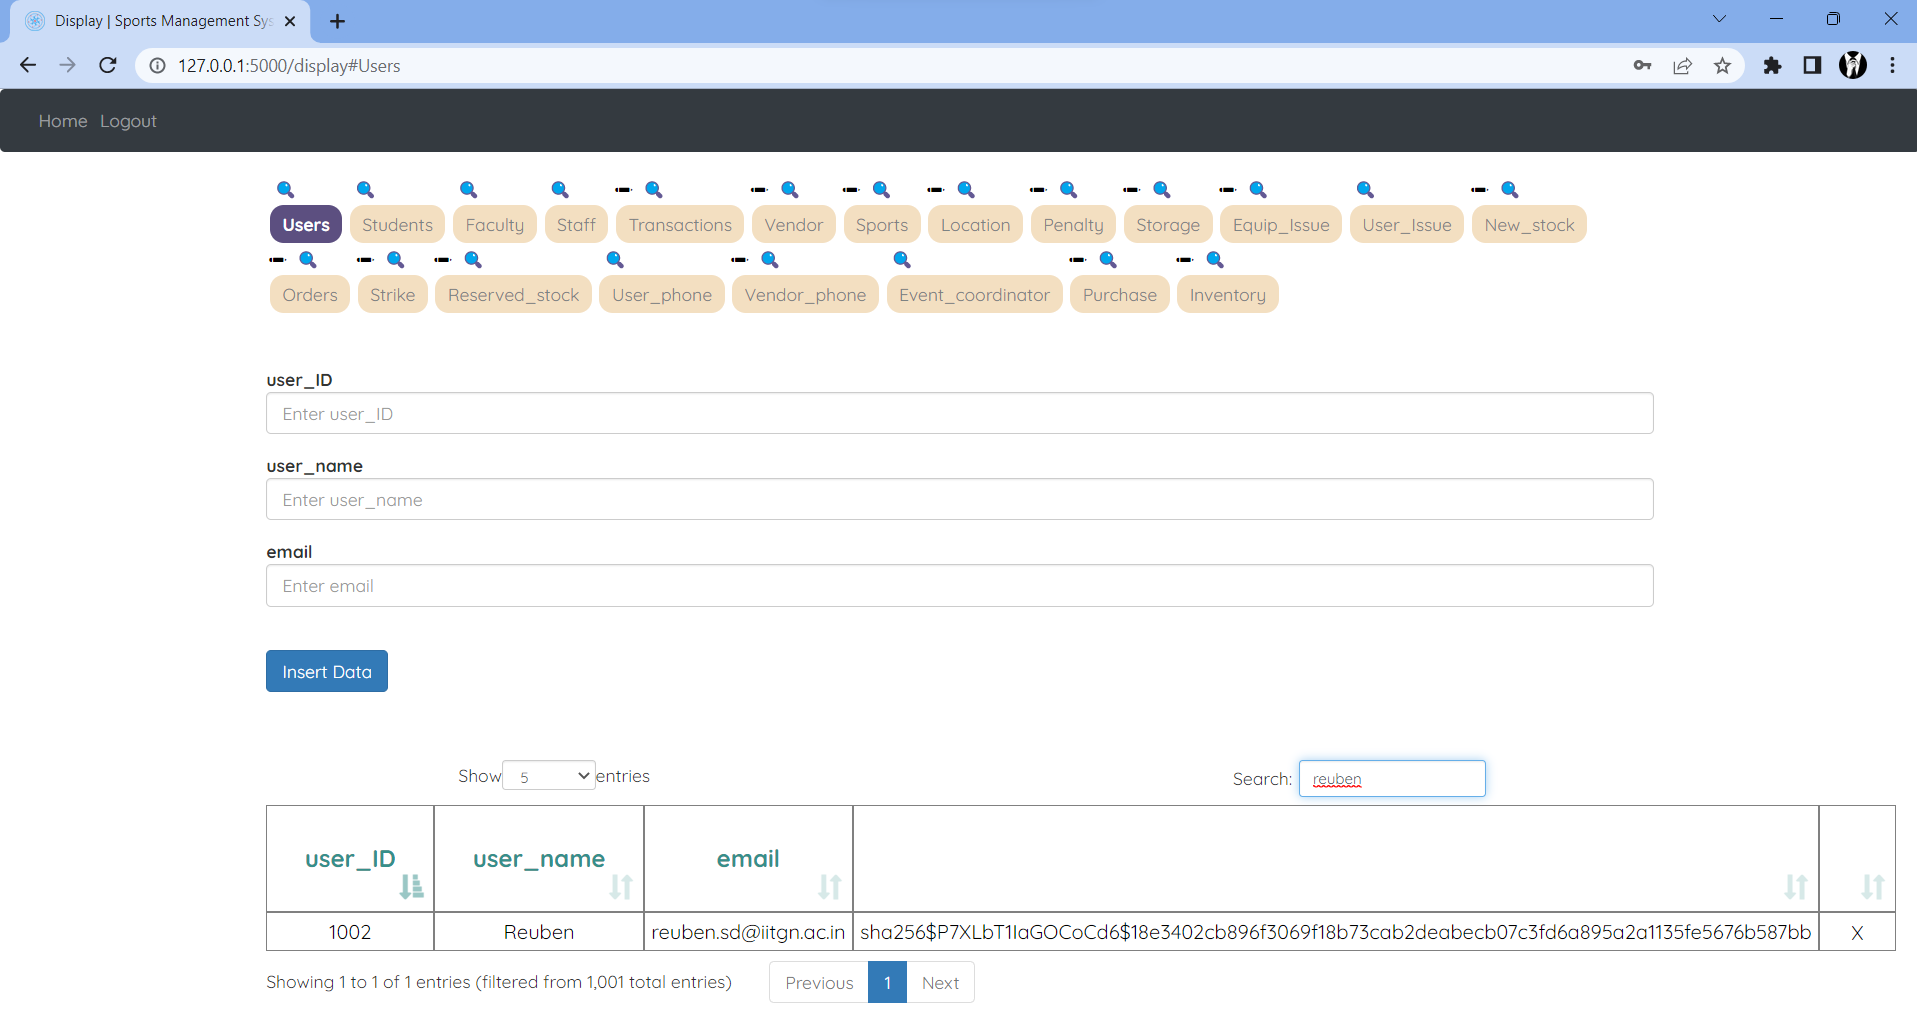 Display | Sports Management Sys
127.0.0.1:5000/display#Users
Home Logout
Users Students Faculty Staff Transactions Vendor Sports Location Penalty Storage Equip_Issue User_Issue New_stock
Orders Strike Reserved_stock User_phone Vendor_phone Event_coordinator Purchase Inventory
user_ID
Enter user_ID
user_name
Enter user_name
email
Enter email
Insert Data
Show 5 entries Search: reuben
user_ID user_name email
1002 Reuben reuben.sd@iitgn.ac.in sha256$P7XLbT1IaGOCoCd6$18e3402cb896f3069f18b73cab2deabecb07c3fd6a895a2a1135fe5676b587bb X
Showing 1 to 1 of 1 entries (filtered from 1,001 total entries) Previous 1 Next